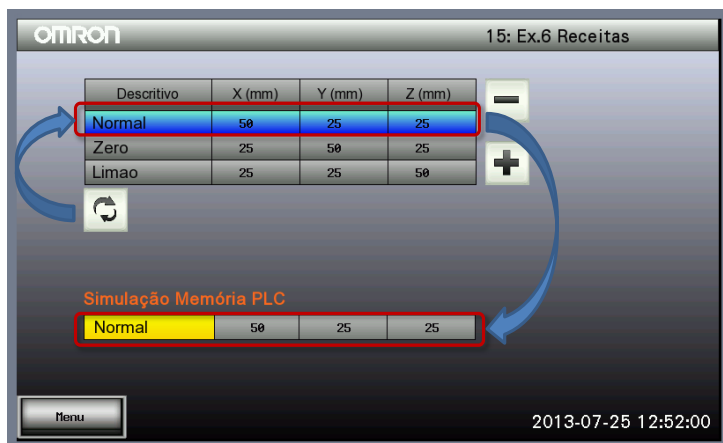 OMRON
15: Ex.6 Receitas
Descritivo X (mm) Y (mm) Z (mm)
Normal 50 25 25
Zero 25 50 25
Limao 25 25 50
Simulação Memória PLC
Normal 50 25 25
Menu
2013-07-25 12:52:00